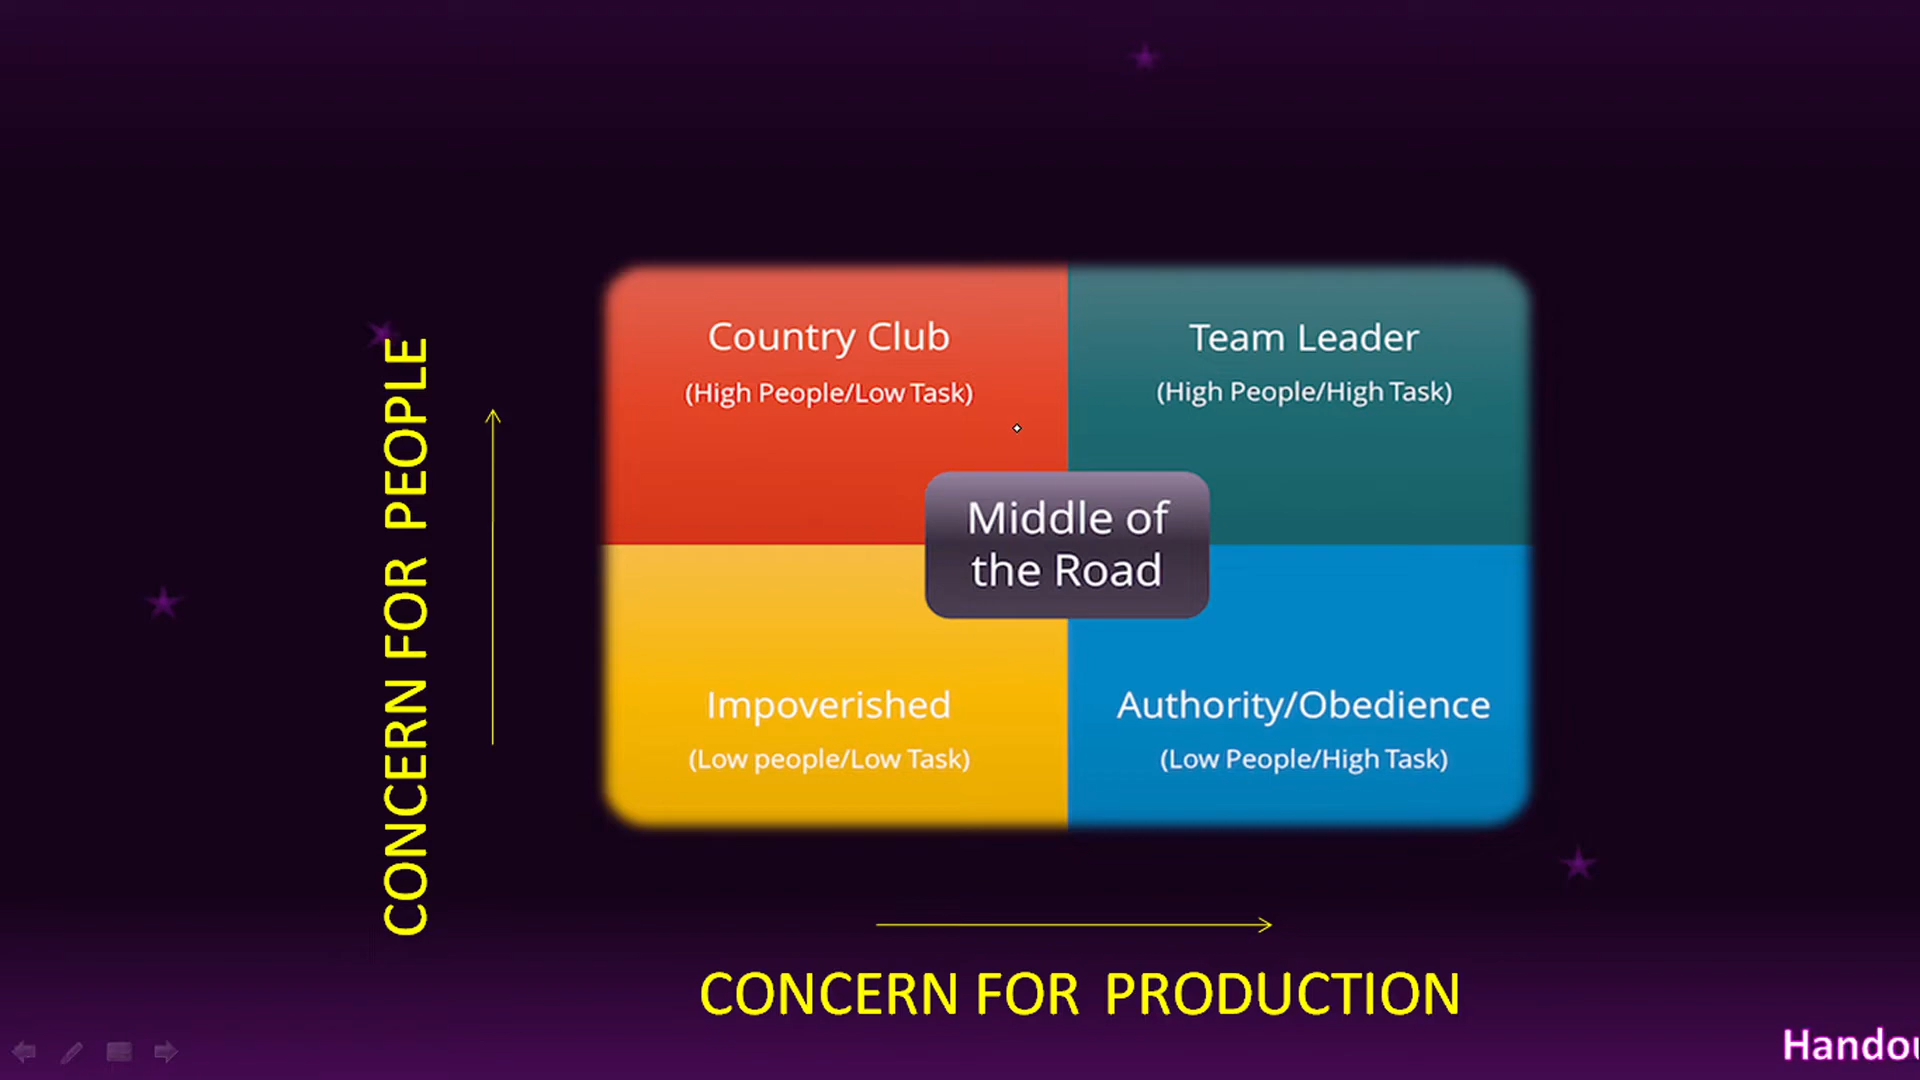 CONCERN FOR PEOPLE
Country Club
(High People/Low Task)
Team Leader
(High People/High Task)
Middle of
the Road
Impoverished
(Low people/Low Task)
Authority/Obedience
(Low People/High Task)
CONCERN FOR PRODUCTION